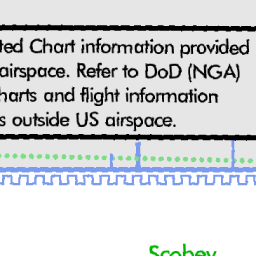 ted Chart information provided
airspace. Refer to DoD (NGA)
harts and flight information
s outside US airspace.
Scobey